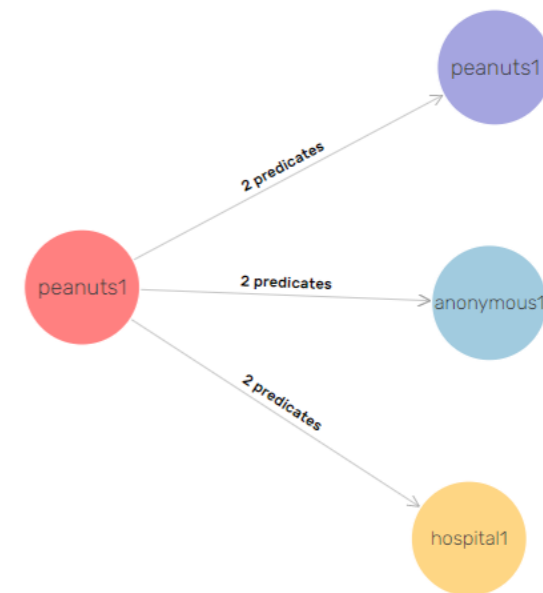 peanuts1
2 predicates
peanuts1
2 predicates
anonymous1
2 predicates
hospital1